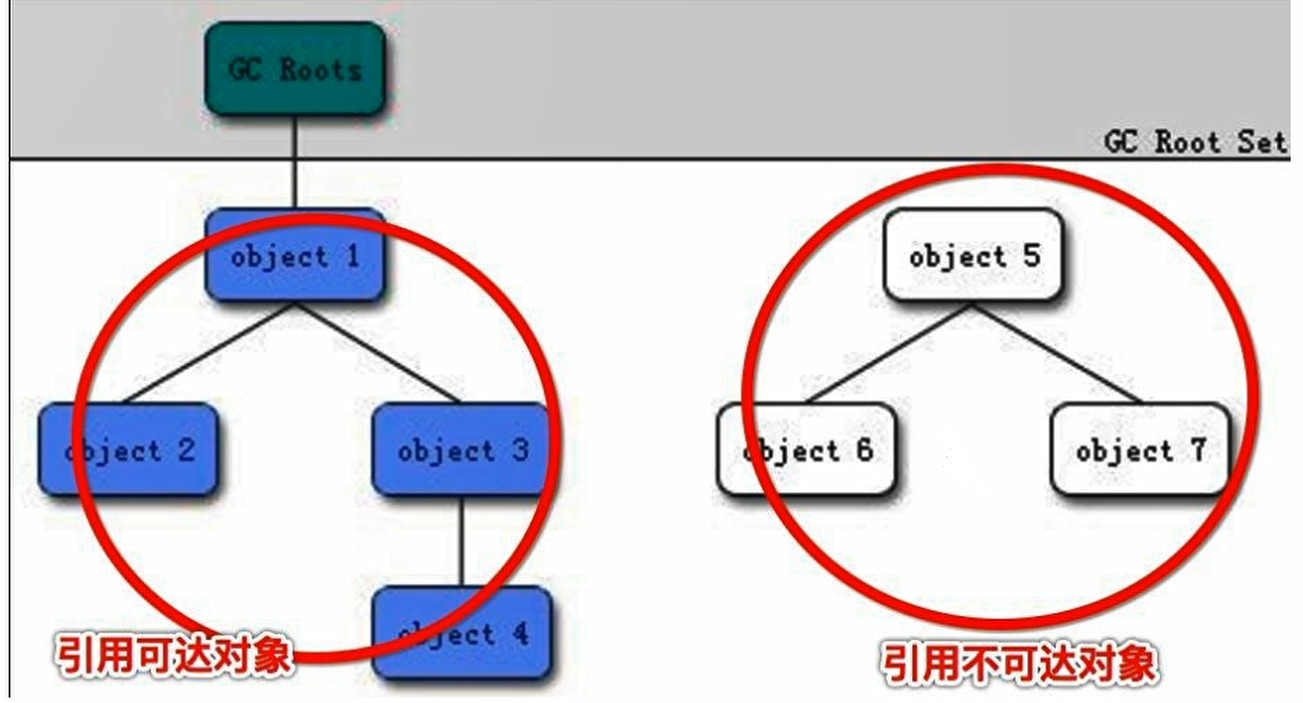 GC Roots
GC Root Set
object 1
object 5
object 2
object 3
object 6
object 7
object 4
引用可达对象
引用不可达对象